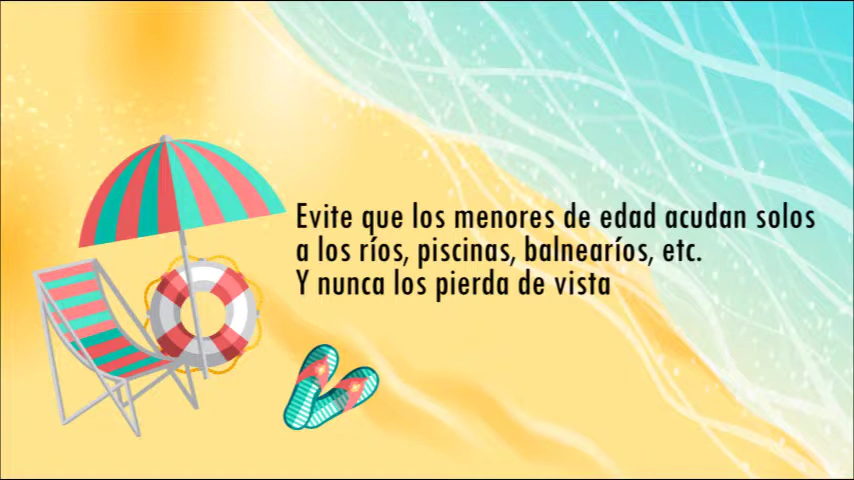 Evite que los menores de edad acudan solos
a los ríos, piscinas, balnearíos, etc.
Y nunca los pierda de vista